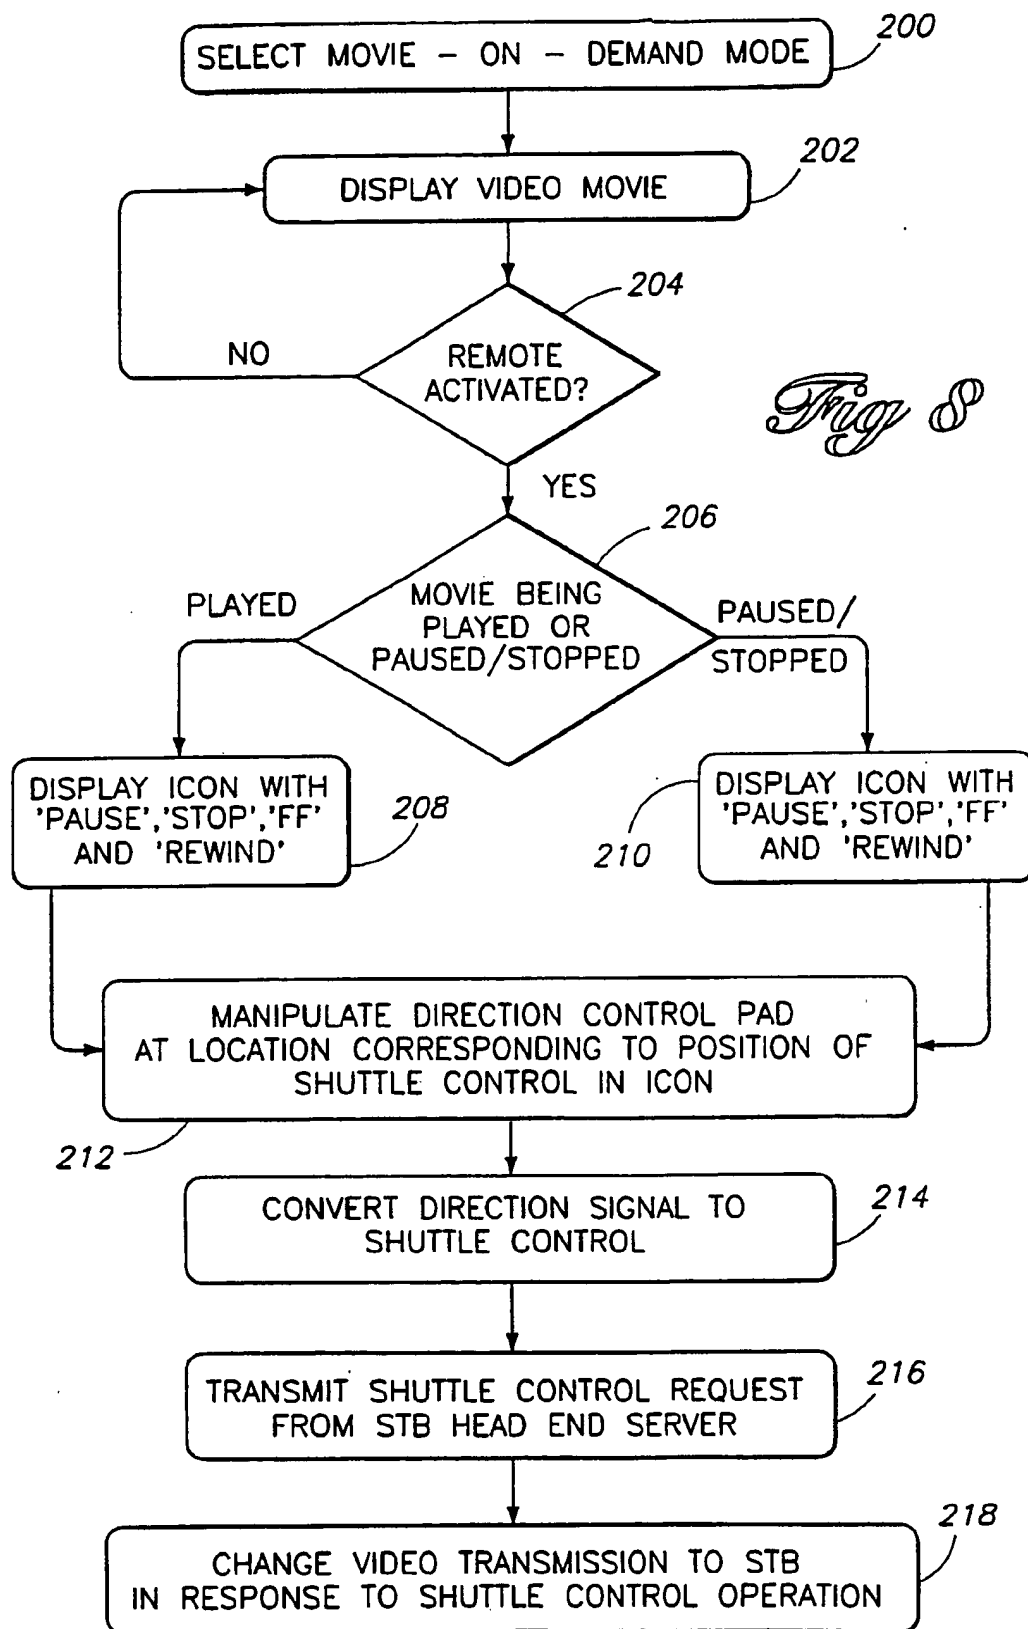 SELECT MOVIE - ON - DEMAND MODE
200
DISPLAY VIDEO MOVIE
202
204
REMOTE
ACTIVATED?
NO
Fig 8
YES
206
MOVIE BEING
PLAYED OR
PAUSED/STOPPED
PLAYED
PAUSED/
STOPPED
DISPLAY ICON WITH
'PAUSE','STOP','FF'
AND 'REWIND'
208
DISPLAY ICON WITH
'PAUSE','STOP','FF'
AND 'REWIND'
210
MANIPULATE DIRECTION CONTROL PAD
AT LOCATION CORRESPONDING TO POSITION OF
SHUTTLE CONTROL IN ICON
212
CONVERT DIRECTION SIGNAL TO
SHUTTLE CONTROL
214
TRANSMIT SHUTTLE CONTROL REQUEST
FROM STB HEAD END SERVER
216
CHANGE VIDEO TRANSMISSION TO STB
IN RESPONSE TO SHUTTLE CONTROL OPERATION
218